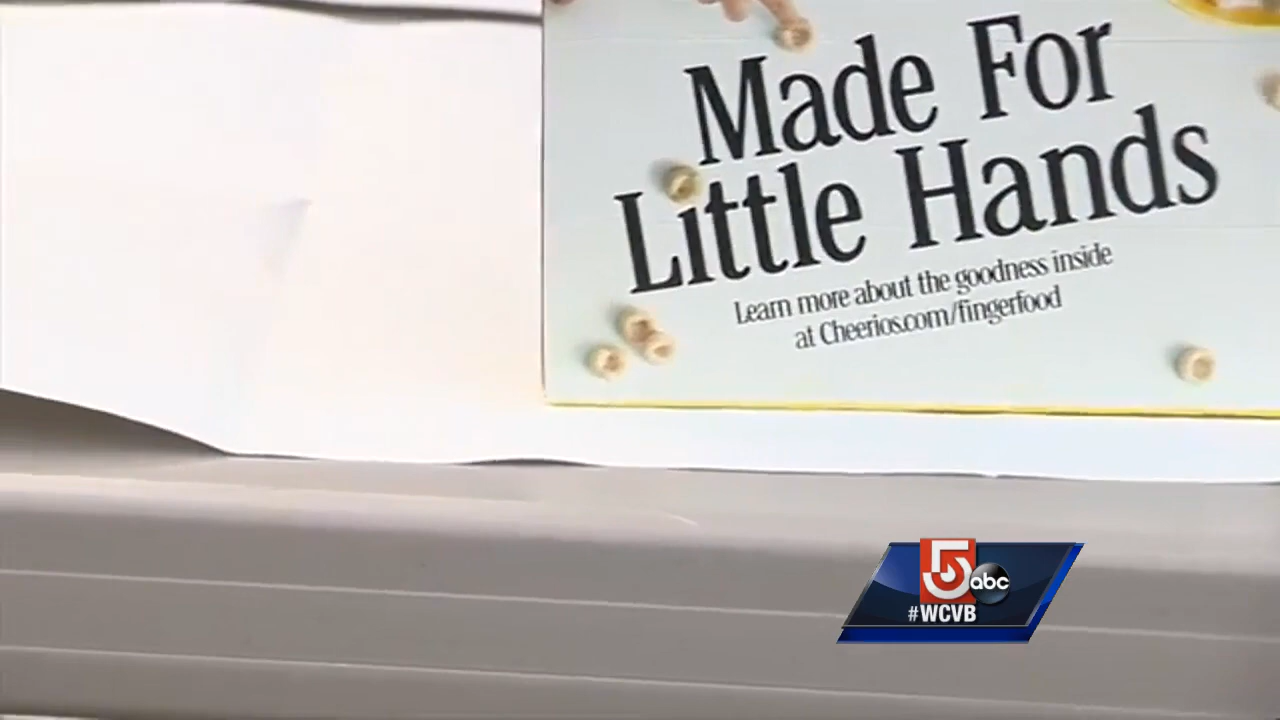 Made For
Little Hands
Learn more about the goodness inside
at Cheerios.com/fingerfood
5 abc
#WCVB